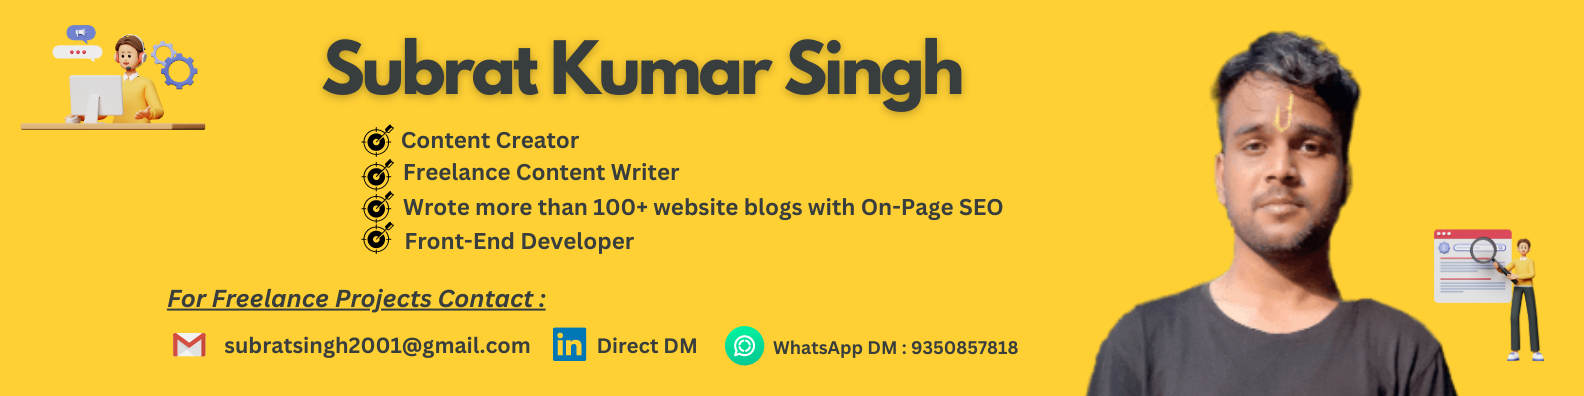 Subrat Kumar Singh
Content Creator
Freelance Content Writer
Wrote more than 100+ website blogs with On-Page SEO
Front-End Developer
For Freelance Projects Contact :
subratsingh2001@gmail.com in Direct DM WhatsApp DM : 9350857818